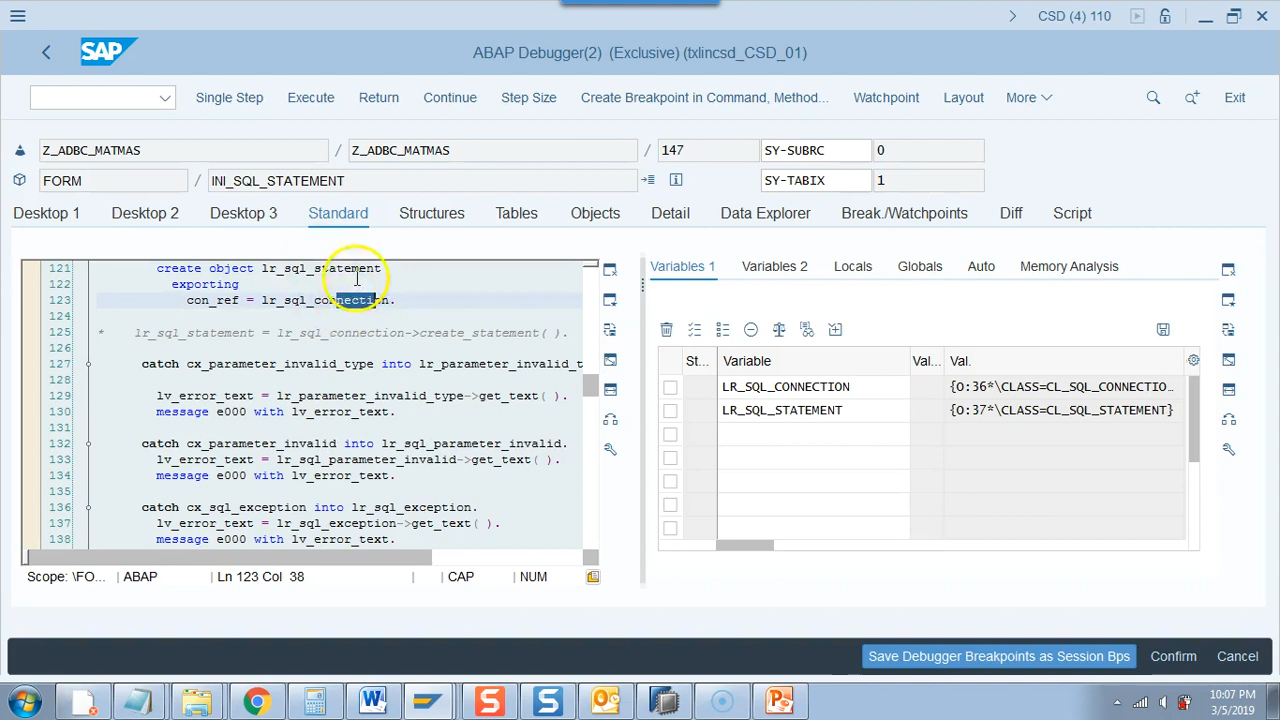 CSD (4) 110
SAP ABAP Debugger(2) (Exclusive) (txlincsd_CSD_01)
Single Step Execute Return Continue Step Size Create Breakpoint in Command, Method... Watchpoint Layout More Exit
Z_ADBC_MATMAS / Z_ADBC_MATMAS / 147 SY-SUBRC 0
FORM / INI_SQL_STATEMENT SY-TABIX 1
Desktop 1 Desktop 2 Desktop 3 Standard Structures Tables Objects Detail Data Explorer Break./Watchpoints Diff Script
121 create object lr_sql_statement
122 exporting
123 con_ref = lr_sql_connection.
124
125 * lr_sql_statement = lr_sql_connection->create_statement( ).
126
127 catch cx_parameter_invalid_type into lr_parameter_invalid_t
128
129 lv_error_text = lr_parameter_invalid_type->get_text( ).
130 message e000 with lv_error_text.
131
132 catch cx_parameter_invalid into lr_sql_parameter_invalid.
133 lv_error_text = lr_sql_parameter_invalid->get_text( ).
134 message e000 with lv_error_text.
135
136 catch cx_sql_exception into lr_sql_exception.
137 lv_error_text = lr_sql_exception->get_text( ).
138 message e000 with lv_error_text.
Scope: \FO... ABAP Ln 123 Col 38 CAP NUM
Variables 1 Variables 2 Locals Globals Auto Memory Analysis
St... Variable Val... Val.
LR_SQL_CONNECTION {O:36*\CLASS=CL_SQL_CONNECTIO...
LR_SQL_STATEMENT {O:37*\CLASS=CL_SQL_STATEMENT}
Save Debugger Breakpoints as Session Bps Confirm Cancel
10:07 PM
3/5/2019